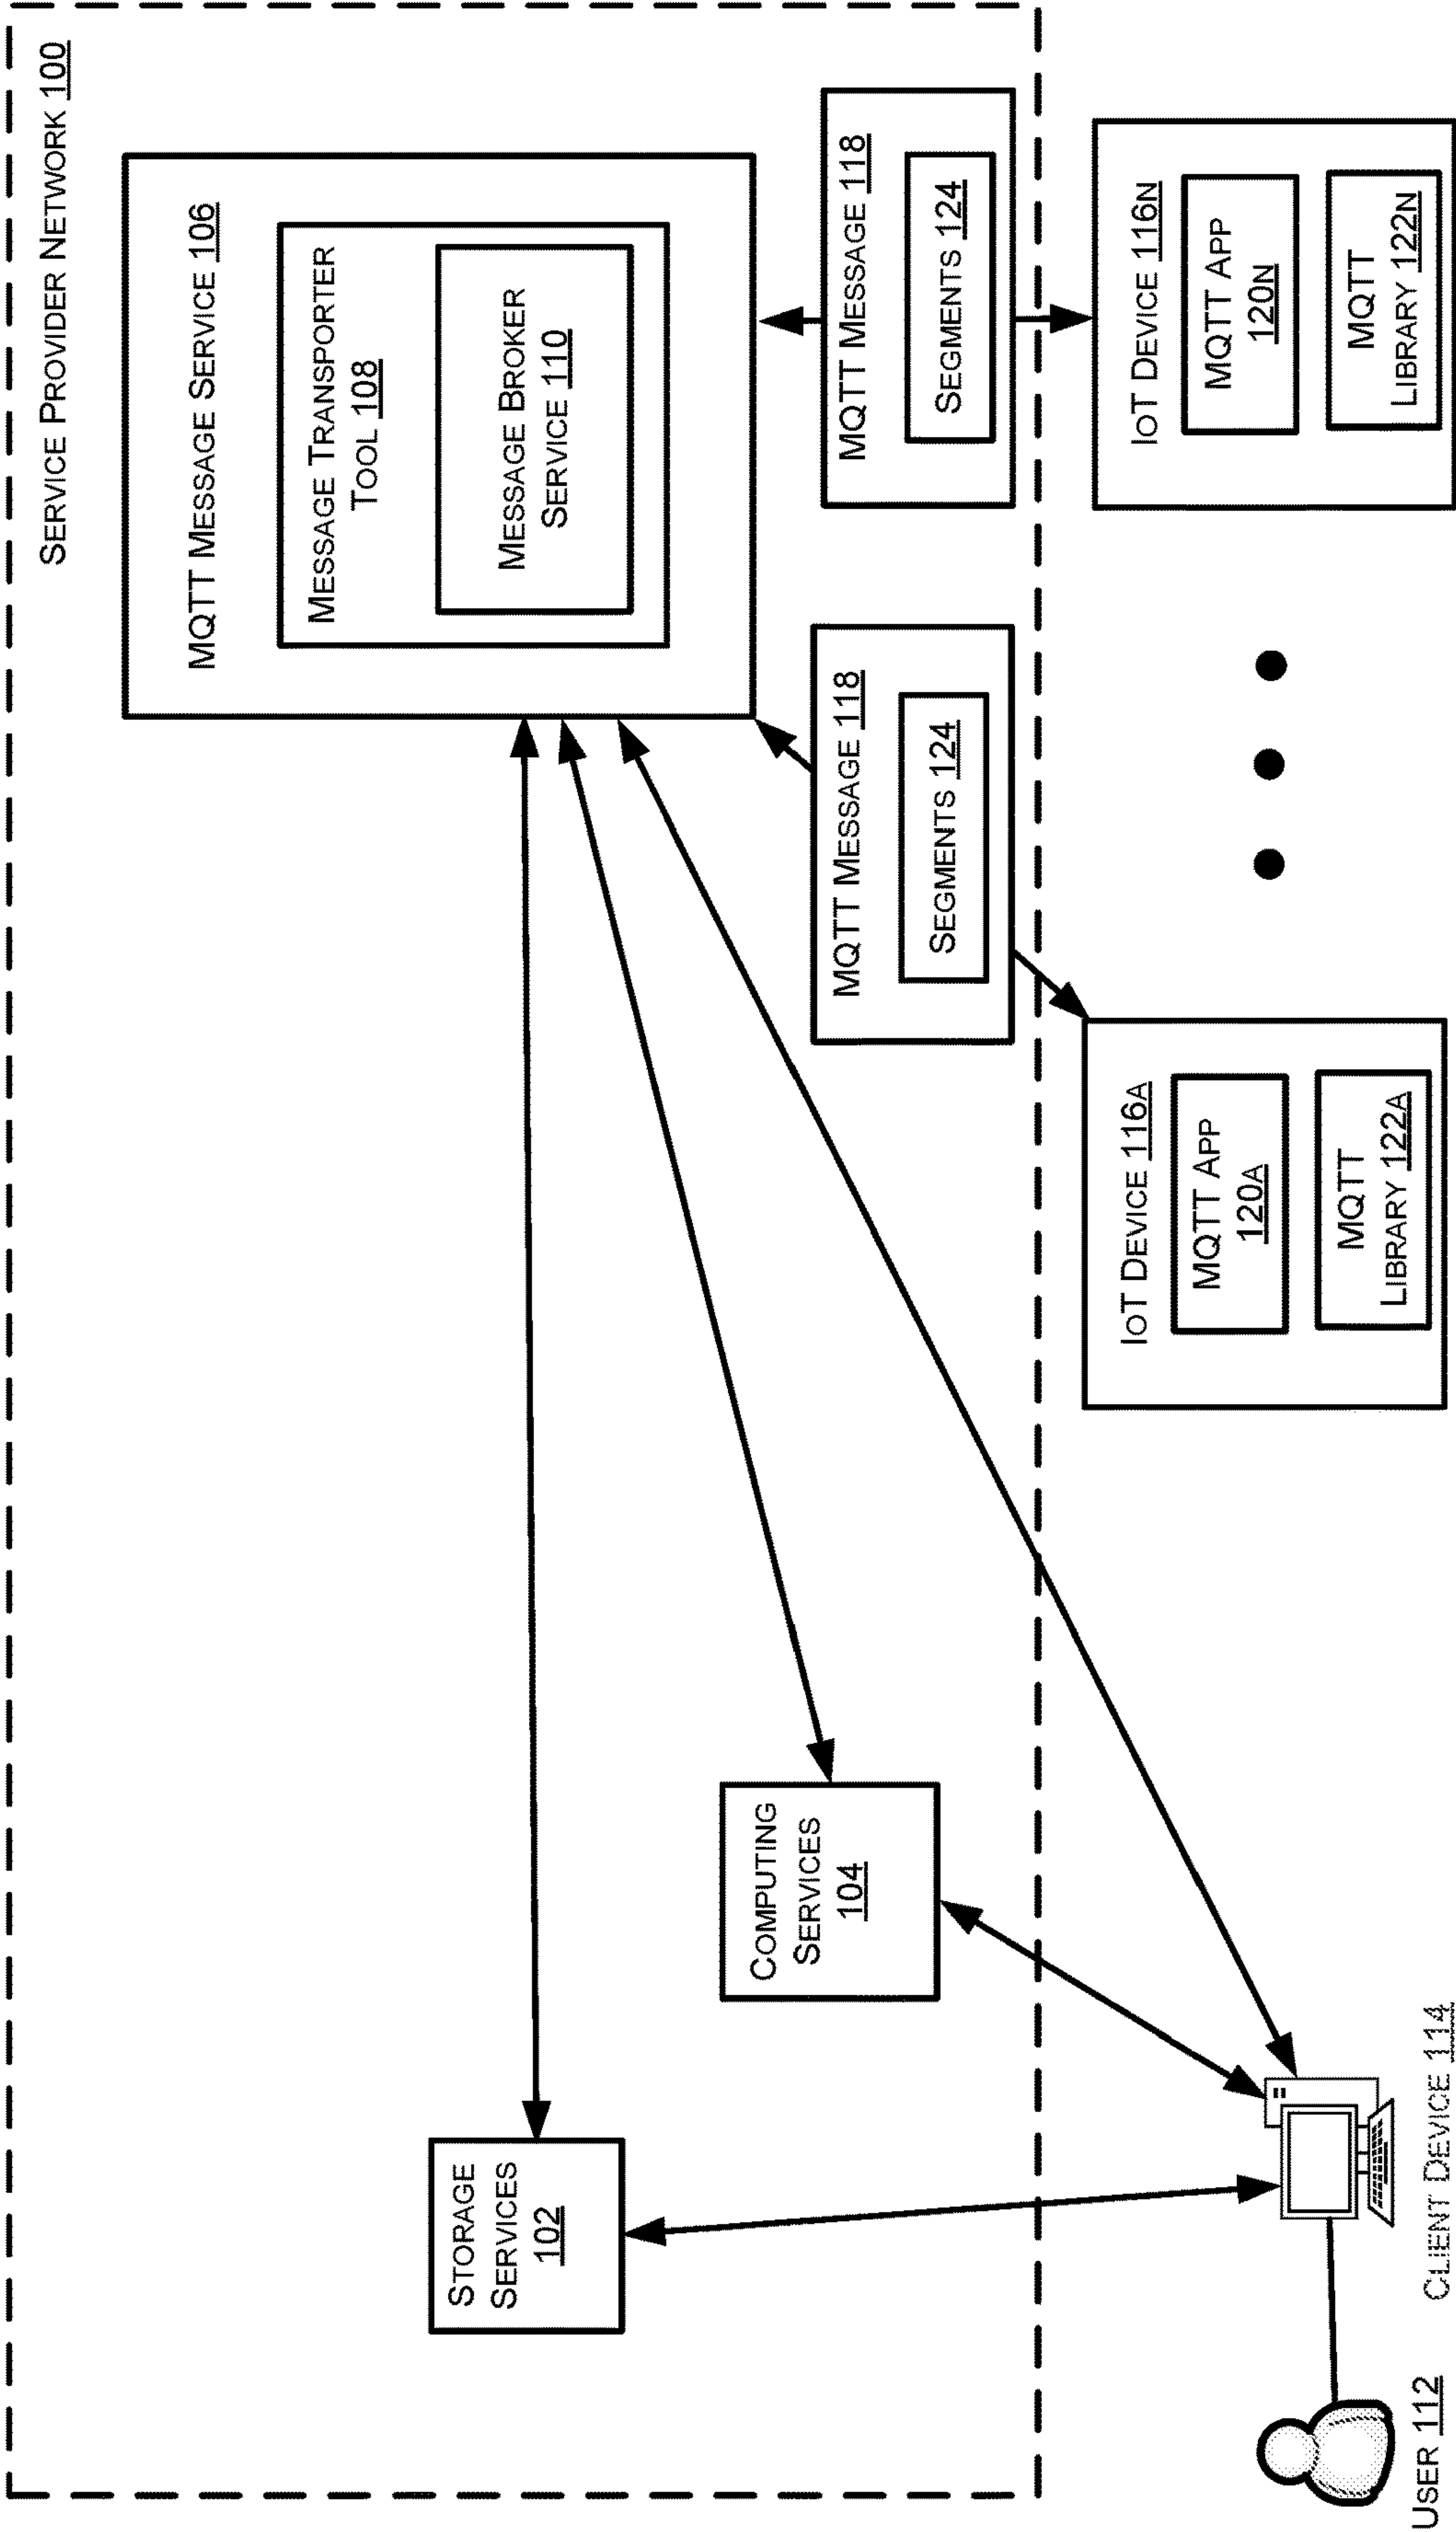 SERVICE PROVIDER NETWORK 100
MQTT MESSAGE SERVICE 106
MESSAGE TRANSPORTER
TOOL 108
MESSAGE BROKER
SERVICE 110
STORAGE
SERVICES
102
COMPUTING
SERVICES
104
MQTT MESSAGE 118
SEGMENTS 124
MQTT MESSAGE 118
SEGMENTS 124
IOT DEVICE 116A
MQTT APP
120A
MQTT
LIBRARY 122A
IOT DEVICE 116N
MQTT APP
120N
MQTT
LIBRARY 122N
USER 112
CLIENT DEVICE 114